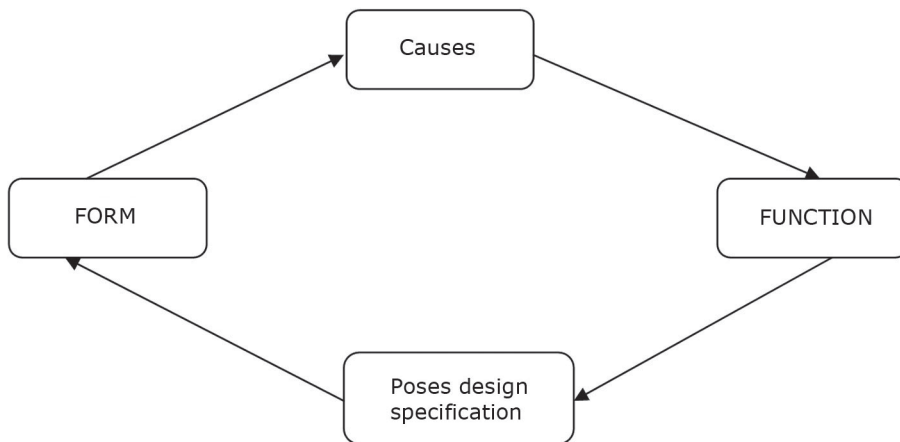 Causes
FORM
FUNCTION
Poses design
specification